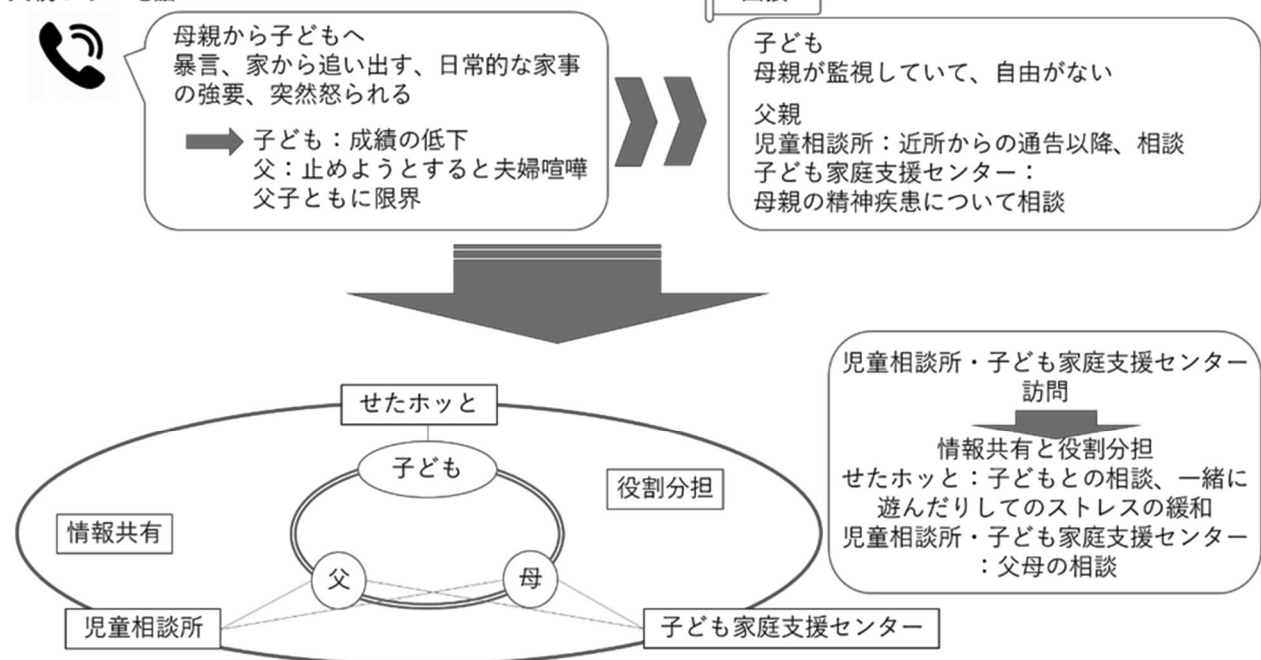 母親から子どもへ
暴言、家から追い出す、日常的な家事
の強要、突然怒られる
子ども：成績の低下
父：止めようとすると夫婦喧嘩
父子ともに限界
子ども
母親が監視していて、自由がない
父親
児童相談所：近所からの通告以降、相談
子ども家庭支援センター：
母親の精神疾患について相談
児童相談所・子ども家庭支援センター
訪問
情報共有と役割分担
せたホッと：子どもとの相談、一緒に
遊んだりしてのストレスの緩和
児童相談所・子ども家庭支援センター
：父母の相談
せたホッと
子ども
役割分担
情報共有
父
母
児童相談所
子ども家庭支援センター